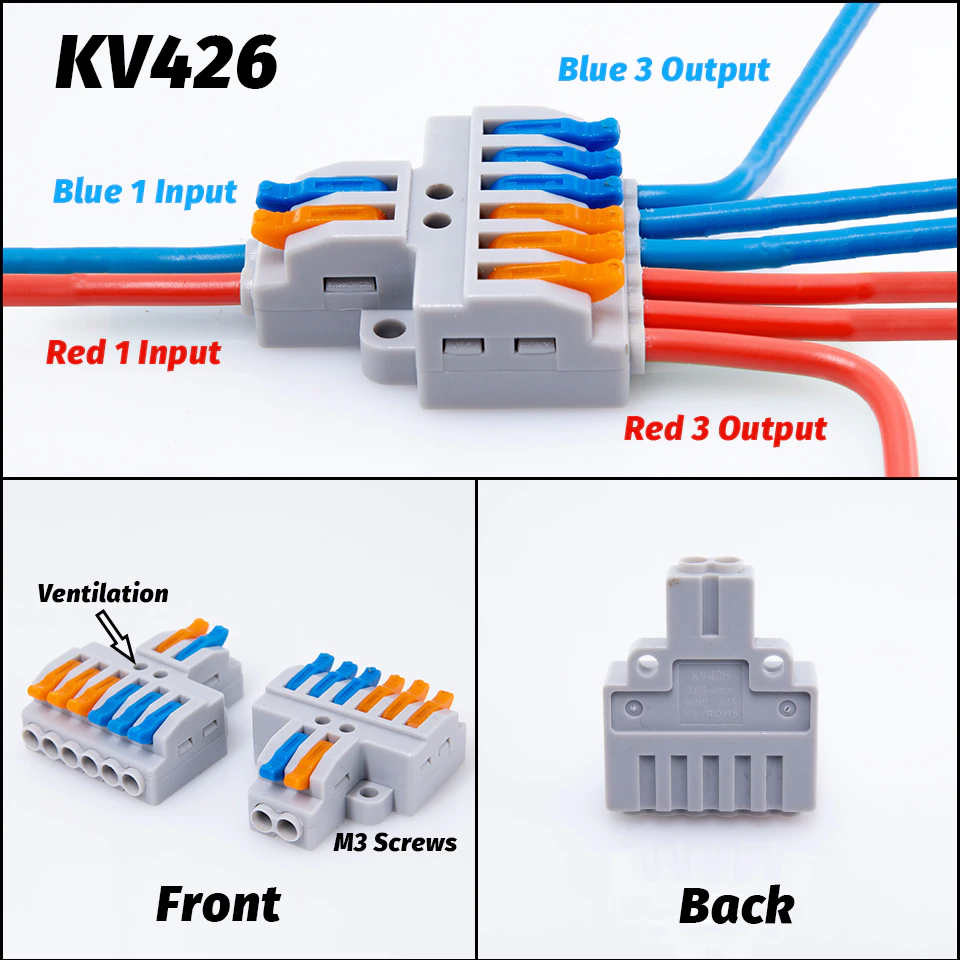 KV426
Blue 3 Output
Blue 1 Input
Red 1 Input
Red 3 Output
Ventilation
M3 Screws
Front
KV426
ROHS
Back